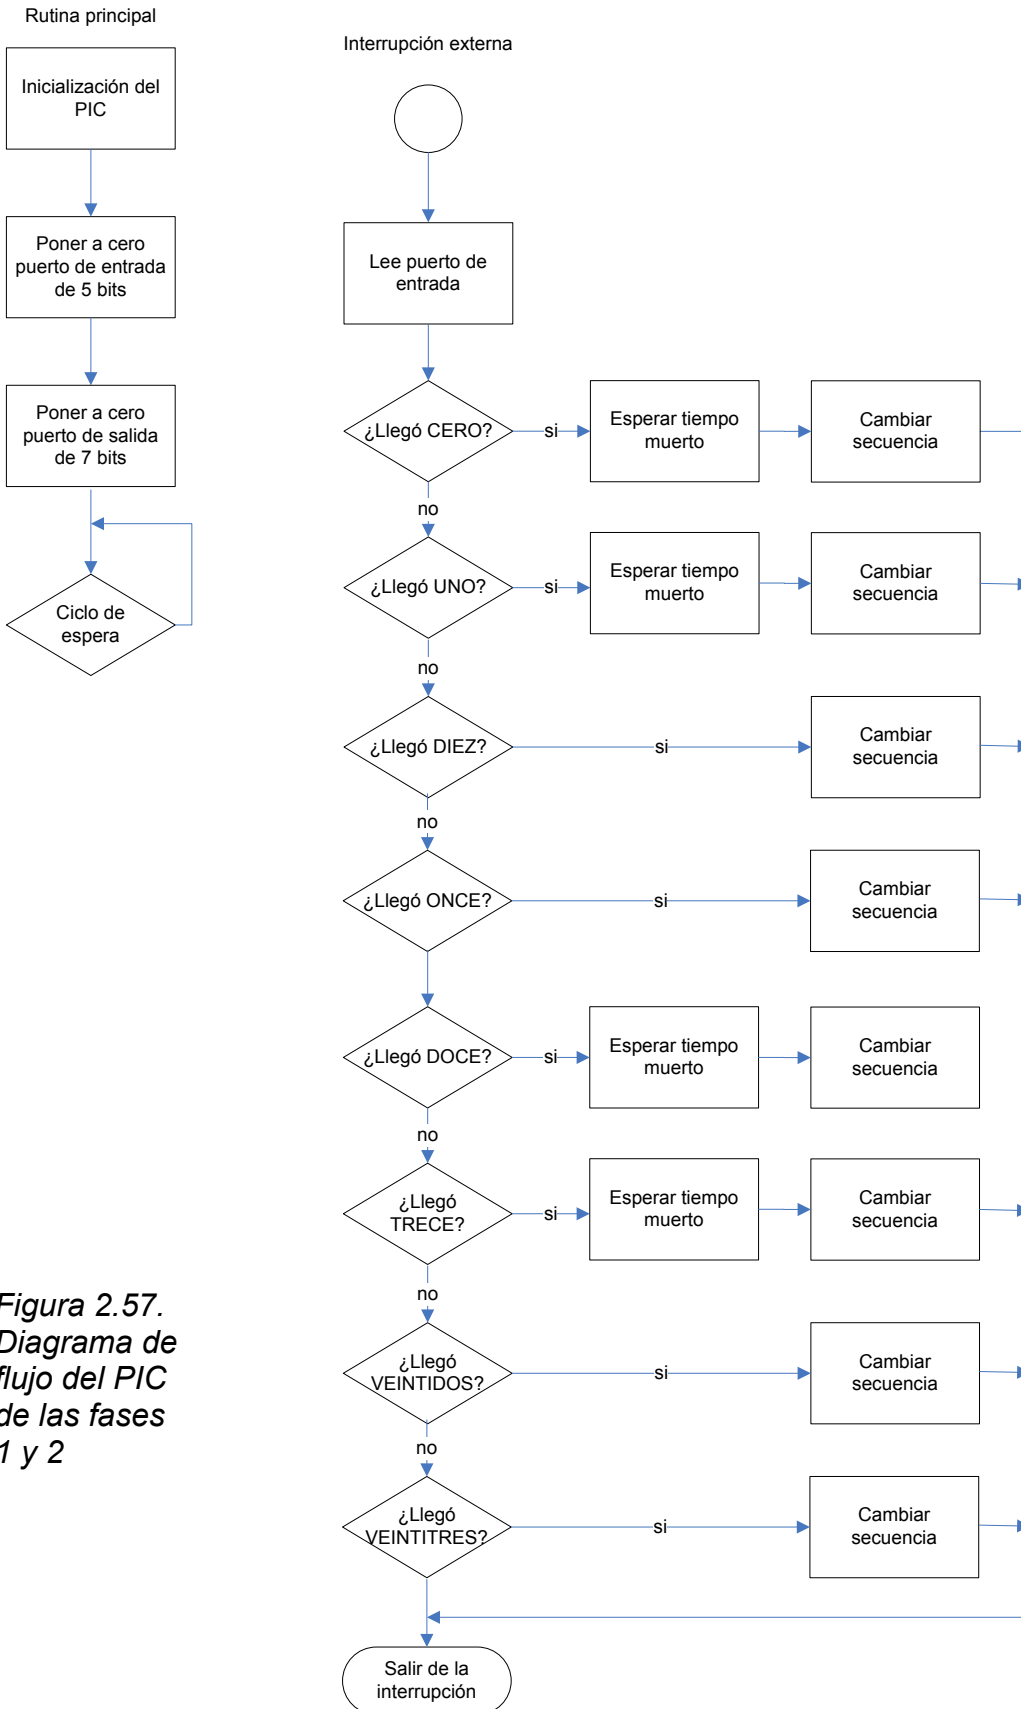 Rutina principal
Inicialización del
PIC
Poner a cero
puerto de entrada
de 5 bits
Poner a cero
puerto de salida
de 7 bits
Ciclo de
espera
Interrupción externa
Lee puerto de
entrada
¿Llegó CERO?
si
Esperar tiempo
muerto
Cambiar
secuencia
no
¿Llegó UNO?
si
Esperar tiempo
muerto
Cambiar
secuencia
no
¿Llegó DIEZ?
si
Cambiar
secuencia
no
¿Llegó ONCE?
si
Cambiar
secuencia
¿Llegó DOCE?
si
Esperar tiempo
muerto
Cambiar
secuencia
no
¿Llegó
TRECE?
si
Esperar tiempo
muerto
Cambiar
secuencia
no
¿Llegó
VEINTIDOS?
si
Cambiar
secuencia
no
¿Llegó
VEINTITRES?
si
Cambiar
secuencia
Salir de la
interrupción
Figura 2.57.
Diagrama de
flujo del PIC
de las fases
1 y 2